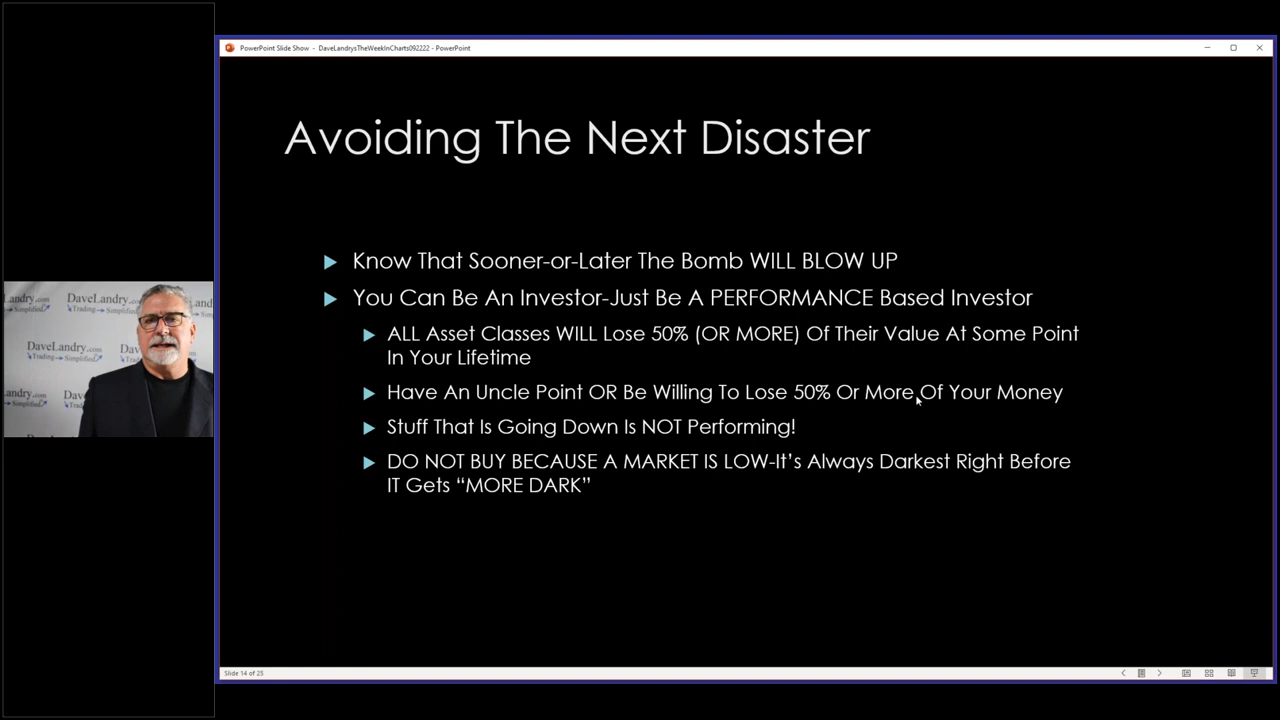 PowerPoint Slide Show - DaveLandrysTheWeekInCharts092222 - PowerPoint
Avoiding The Next Disaster
Know That Sooner-or-Later The Bomb WILL BLOW UP
You Can Be An Investor-Just Be A PERFORMANCE Based Investor
ALL Asset Classes WILL Lose 50% (OR MORE) Of Their Value At Some Point
In Your Lifetime
Have An Uncle Point OR Be Willing To Lose 50% Or More Of Your Money
Stuff That Is Going Down Is NOT Performing!
DO NOT BUY BECAUSE A MARKET IS LOW-It's Always Darkest Right Before
IT Gets “MORE DARK”
DaveLandry.com
Trading Simplified
Slide 14 of 25